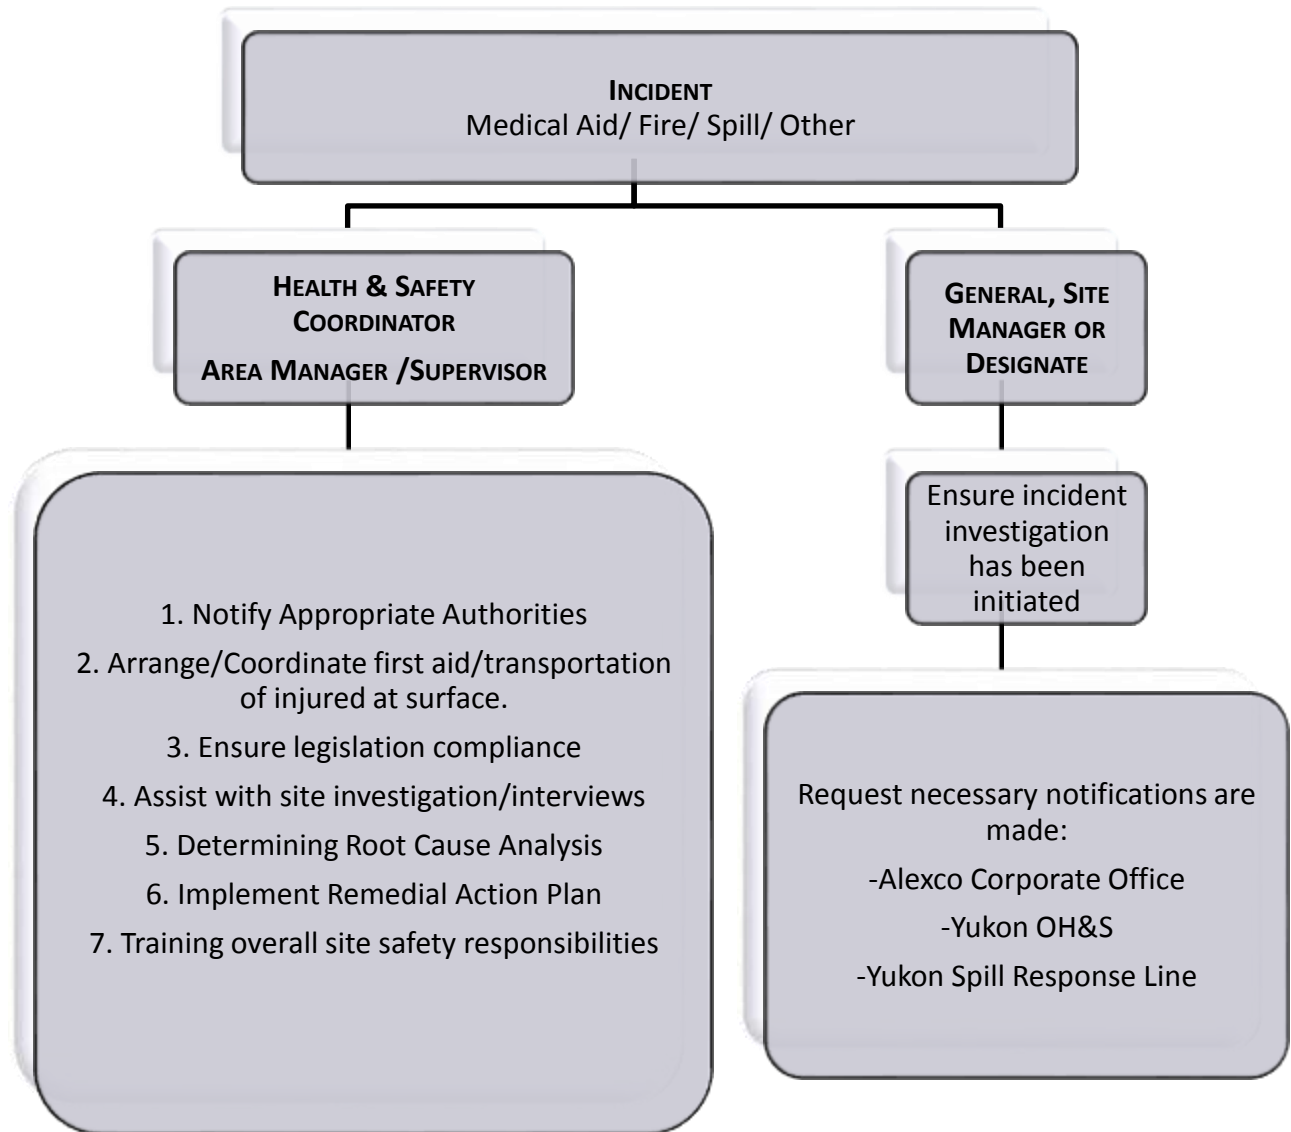 INCIDENT
Medical Aid/ Fire/ Spill/ Other
HEALTH & SAFETY
COORDINATOR
AREA MANAGER /SUPERVISOR
GENERAL, SITE
MANAGER OR
DESIGNATE
1. Notify Appropriate Authorities
2. Arrange/Coordinate first aid/transportation
of injured at surface.
3. Ensure legislation compliance
4. Assist with site investigation/interviews
5. Determining Root Cause Analysis
6. Implement Remedial Action Plan
7. Training overall site safety responsibilities
Ensure incident
investigation
has been
initiated
Request necessary notifications are
made:
-Alexco Corporate Office
-Yukon OH&S
-Yukon Spill Response Line